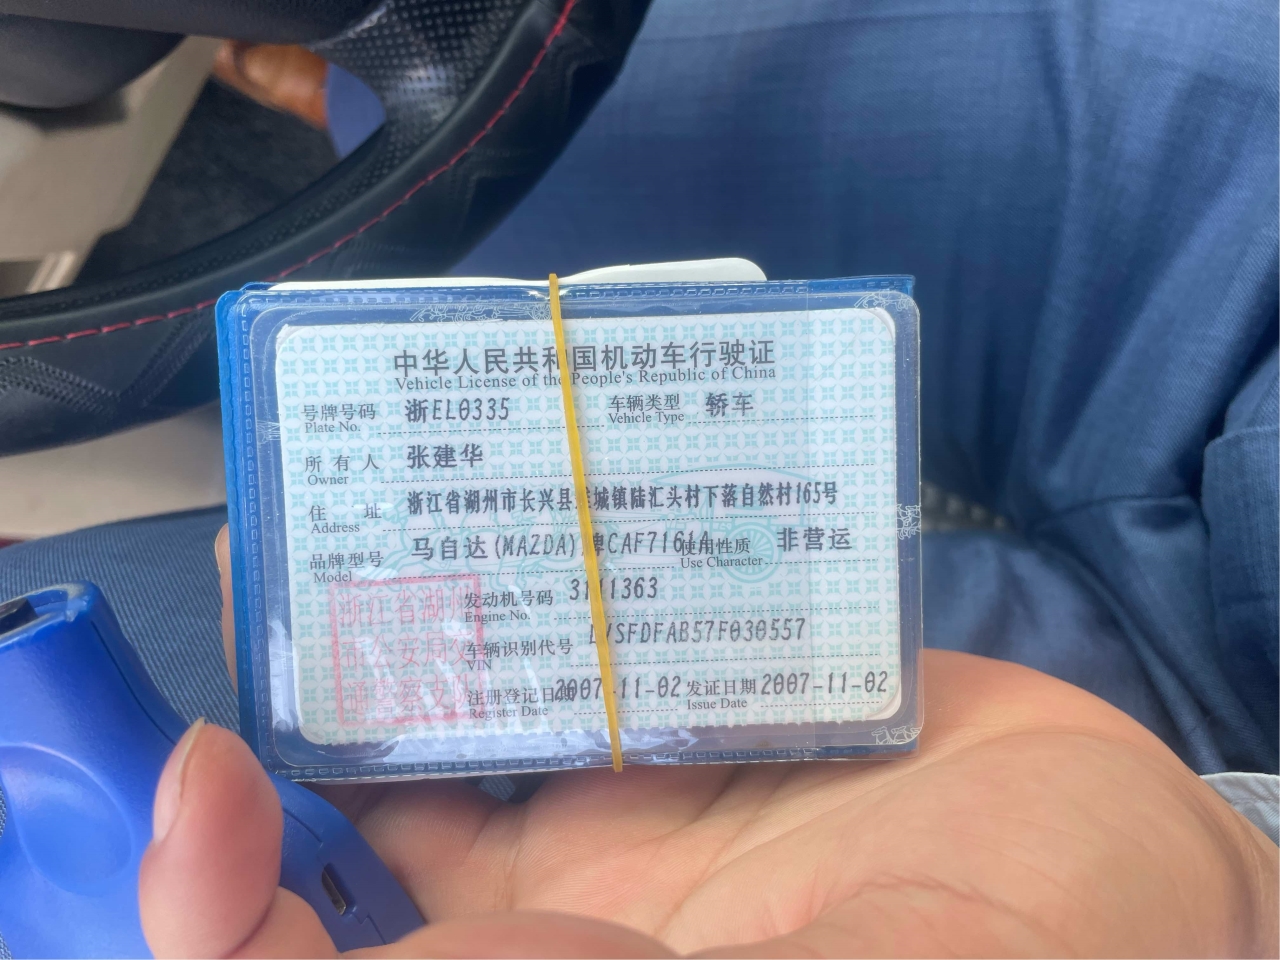 中华人民共和国机动车行驶证
Vehicle License of the People's Republic of China
号牌号码 浙EL0335 车辆类型 轿车
Plate No. Vehicle Type
所有人 张建华
Owner
住址 浙江省湖州市长兴县 城镇陆汇头村下落自然村165号
Address
品牌型号 马自达(MAZDA)牌CAF7161A 使用性质 非营运
Model Use Character
发动机号码
Engine No.
车辆识别代号 LVSFDFAB57F030557
VIN
注册登记日期 2007-11-02 发证日期 2007-11-02
Register Date Issue Date
浙江省湖州
市公安局交
通警察支队